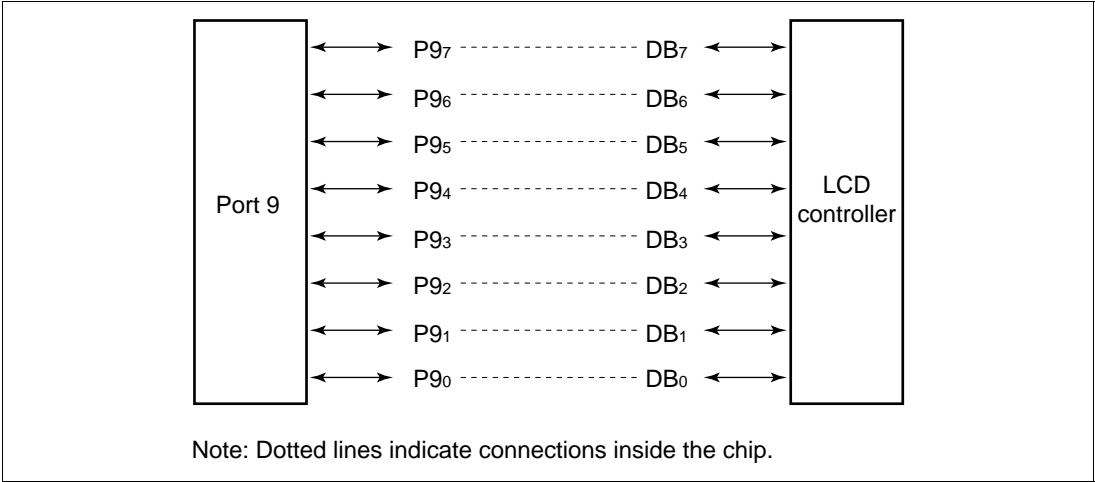 P9₇ DB₇
P9₆ DB₆
P9₅ DB₅
P9₄ DB₄
Port 9
LCD
controller
P9₃ DB₃
P9₂ DB₂
P9₁ DB₁
P9₀ DB₀
Note: Dotted lines indicate connections inside the chip.